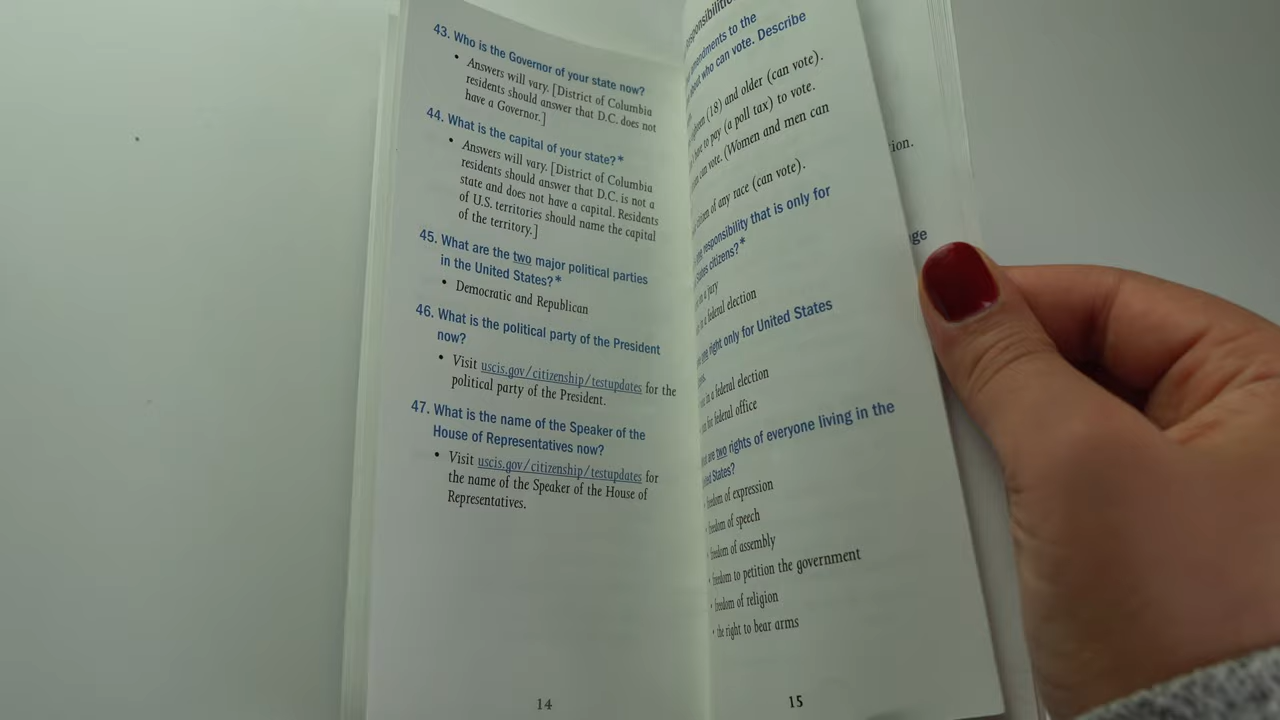 43. Who is the Governor of your state now?
• Answers will vary. [District of Columbia
residents should answer that D.C. does not
have a Governor.]
44. What is the capital of your state?*
• Answers will vary. [District of Columbia
residents should answer that D.C. is not a
state and does not have a capital. Residents
of U.S. territories should name the capital
of the territory.]
45. What are the two major political parties
in the United States?*
• Democratic and Republican
46. What is the political party of the President
now?
• Visit uscis.gov/citizenship/testupdates for the
political party of the President.
47. What is the name of the Speaker of the
House of Representatives now?
• Visit uscis.gov/citizenship/testupdates for
the name of the Speaker of the House of
Representatives.
14
amendments to the
about who can vote. Describe
(18) and older (can vote).
to pay (a poll tax) to vote.
can vote. (Women and men can
citizen of any race (can vote).
responsibility that is only for
citizens?*
a jury
in a federal election
right only for United States
in a federal election
for federal office
are two rights of everyone living in the
States?
• freedom of expression
• freedom of speech
• freedom of assembly
• freedom to petition the government
• freedom of religion
• the right to bear arms
15